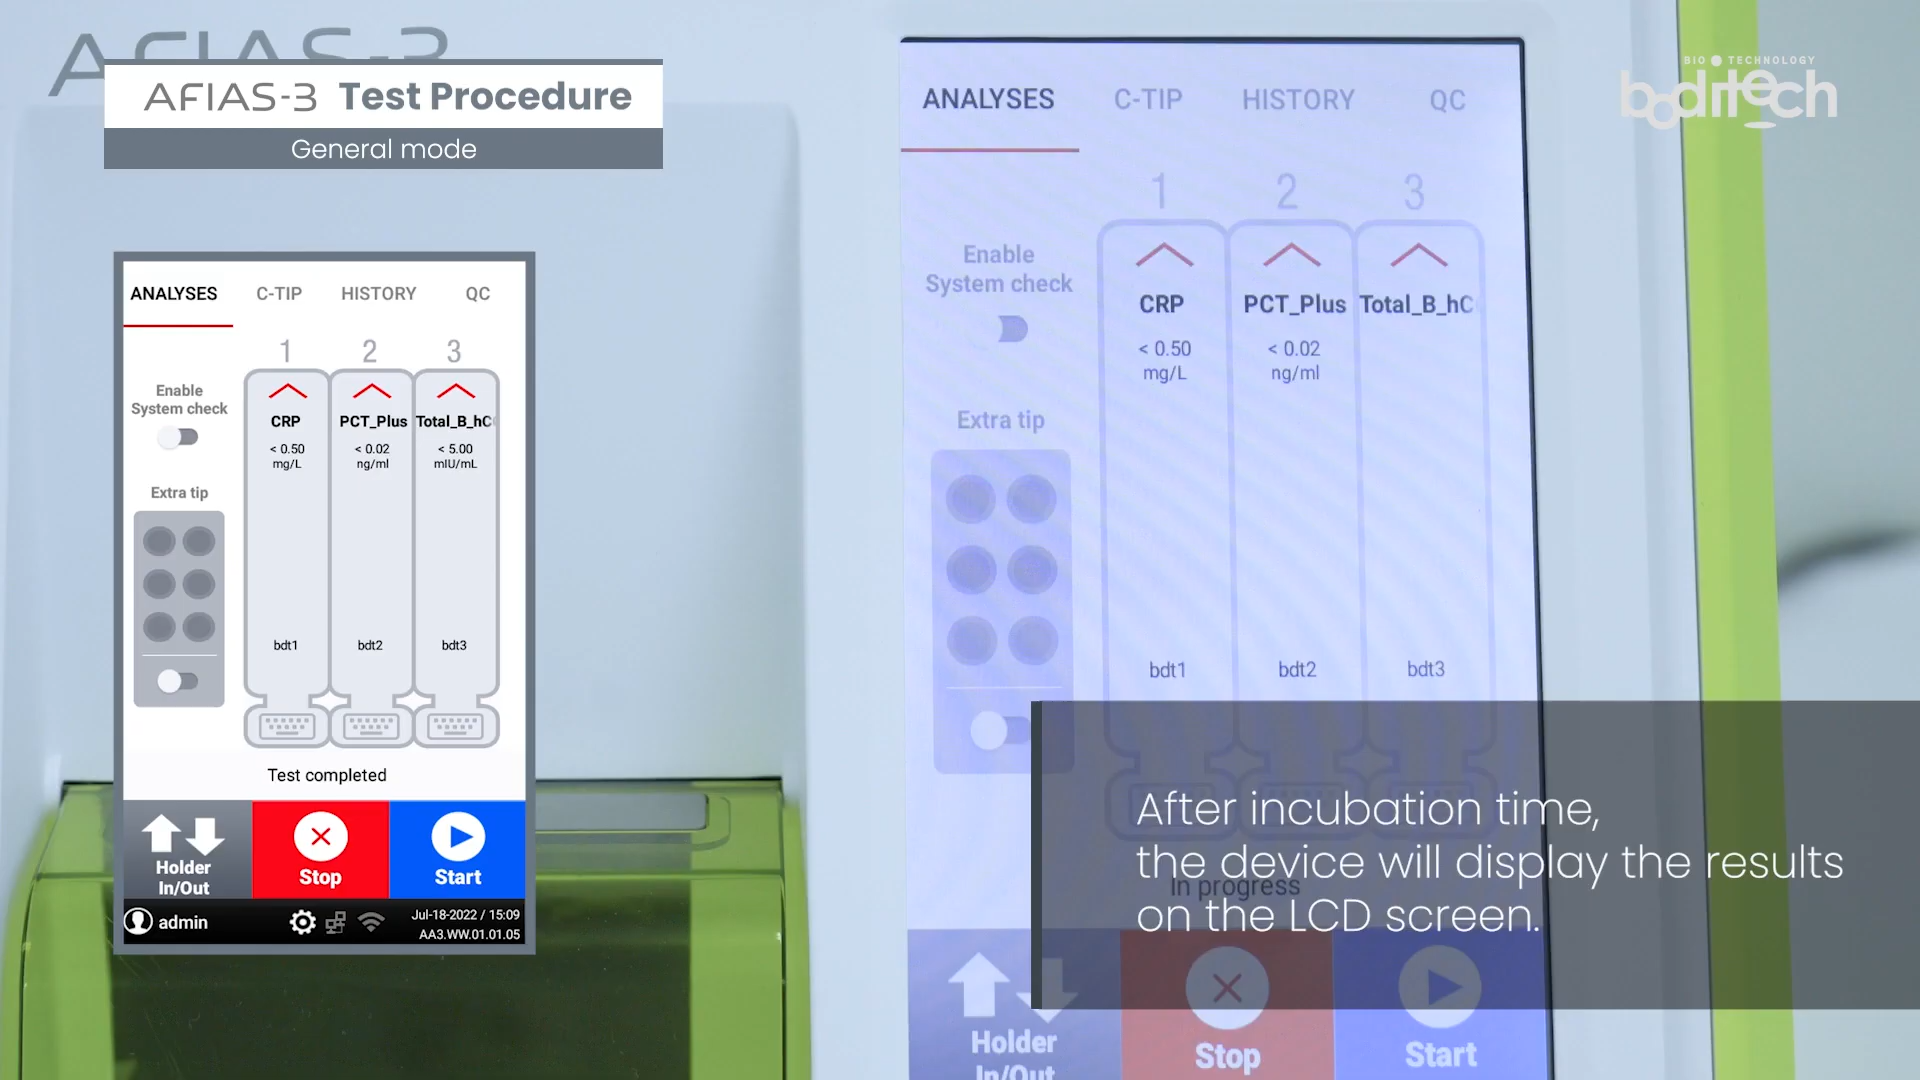 AFIAS-3
AFIAS-3 Test Procedure
General mode
ANALYSES C-TIP HISTORY QC
1 2 3
Enable
System check
CRP PCT_Plus Total_B_hC
< 0.50 < 0.02 < 5.00
mg/L ng/ml mIU/mL
Extra tip
bdt1 bdt2 bdt3
Test completed
Holder
In/Out
Stop
Start
admin
Jul-18-2022 / 15:09
AA3.WW.01.01.05
ANALYSES C-TIP HISTORY QC
1 2 3
Enable
System check
CRP PCT_Plus Total_B_hC
< 0.50 < 0.02
mg/L ng/ml
Extra tip
bdt1 bdt2 bdt3
In progress
Holder
In/Out
Stop
Start
BIO TECHNOLOGY
boditech
After incubation time,
the device will display the results
on the LCD screen.